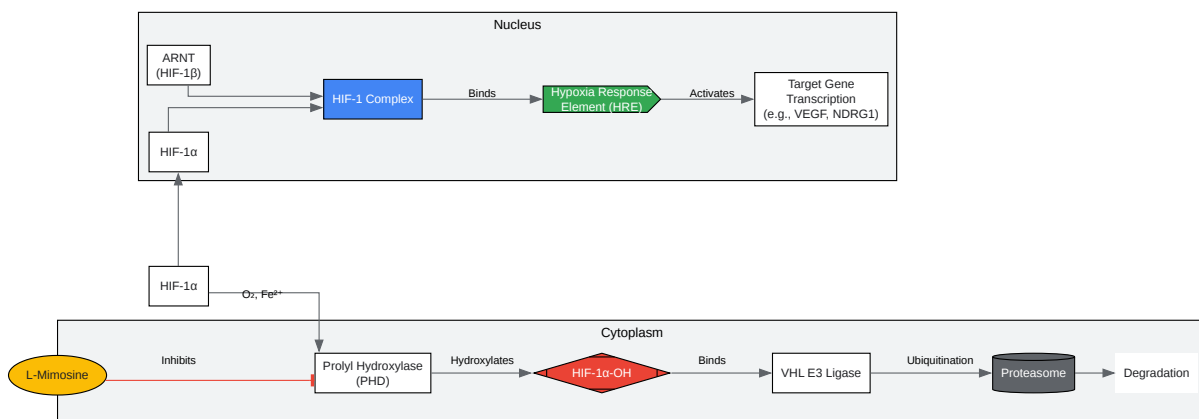 Nucleus
ARNT
(HIF-1β)
HIF-1 Complex
Binds
Hypoxia Response
Element (HRE)
Activates
Target Gene
Transcription
(e.g., VEGF, NDRG1)
HIF-1α
HIF-1α
O₂, Fe²⁺
Cytoplasm
L-Mimosine
Inhibits
Prolyl Hydroxylase
(PHD)
Hydroxylates
HIF-1α-OH
Binds
VHL E3 Ligase
Ubiquitination
Proteasome
Degradation